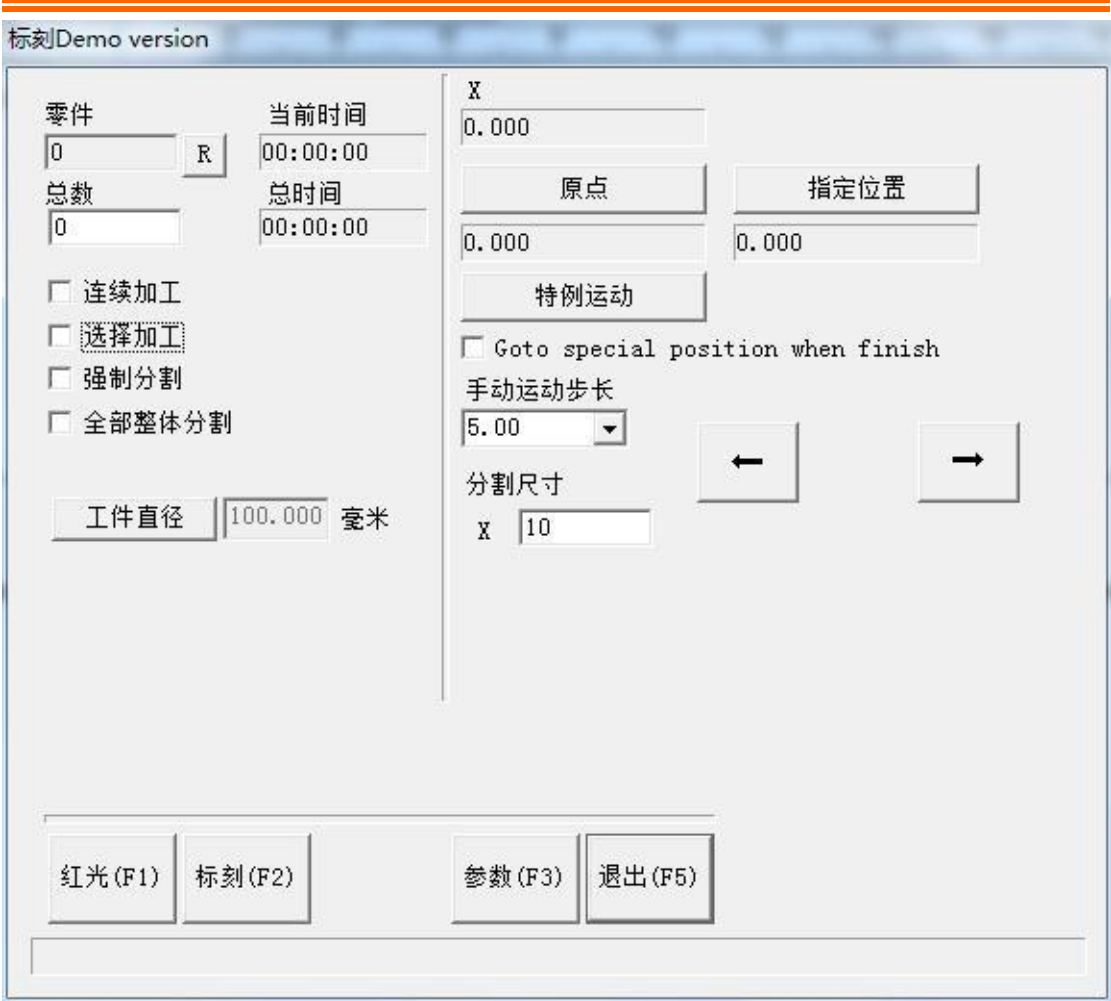 标刻Demo version
零件
当前时间
0
R
00:00:00
总数
总时间
0
00:00:00
连续加工
选择加工
强制分割
全部整体分割
工件直径
100.000
毫米
X
0.000
原点
指定位置
0.000
0.000
特例运动
Goto special position when finish
手动运动步长
5.00
←
→
分割尺寸
X
10
红光(F1)
标刻(F2)
参数(F3)
退出(F5)